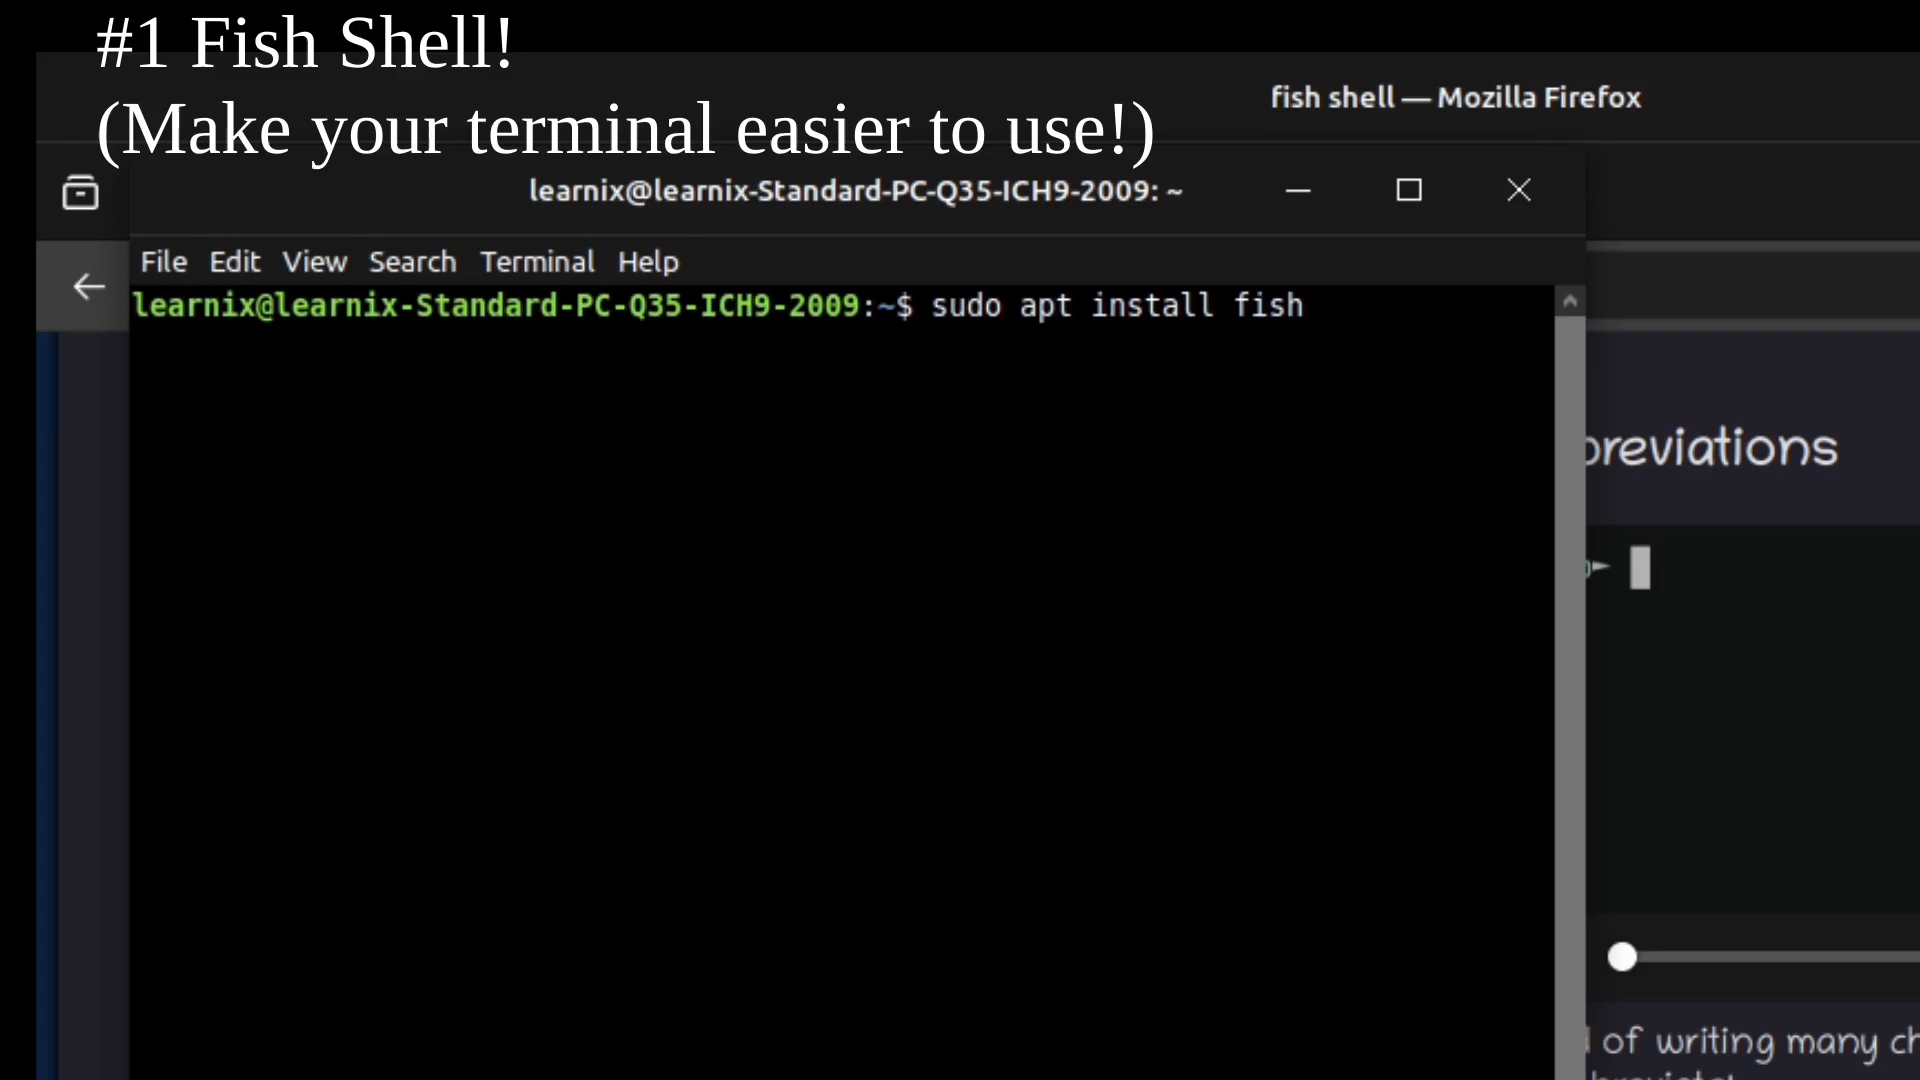 #1 Fish Shell!
(Make your terminal easier to use!)
fish shell — Mozilla Firefox
learnix@learnix-Standard-PC-Q35-ICH9-2009: ~
File Edit View Search Terminal Help
learnix@learnix-Standard-PC-Q35-ICH9-2009:~$ sudo apt install fish
breviations
of writing many ch